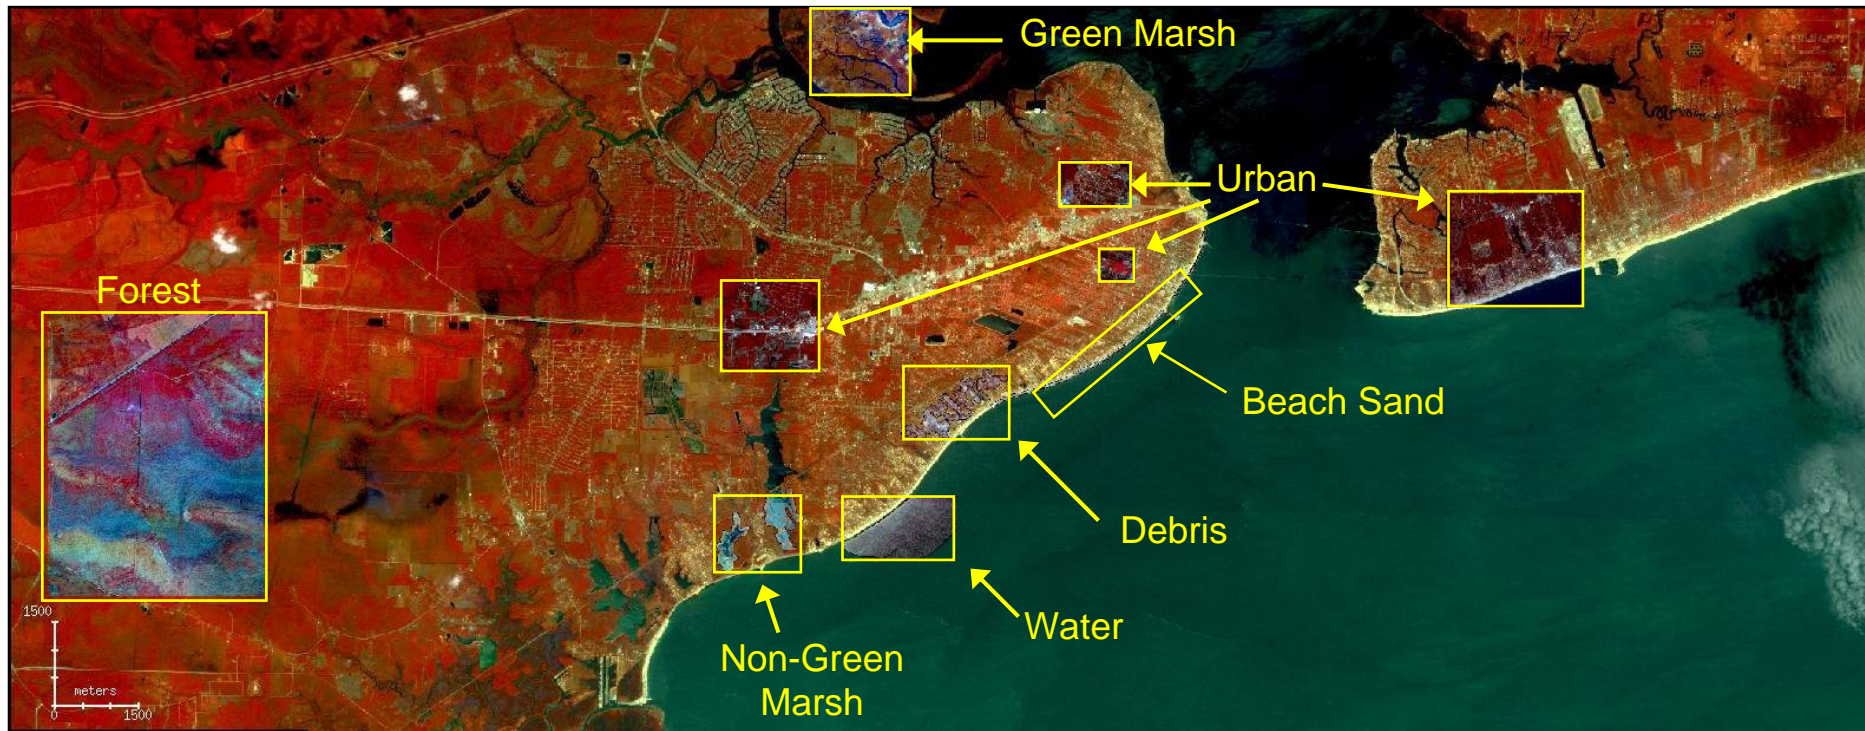 Green Marsh
Urban
Forest
Beach Sand
Debris
Water
Non-Green
Marsh
1500
meters
0 1500